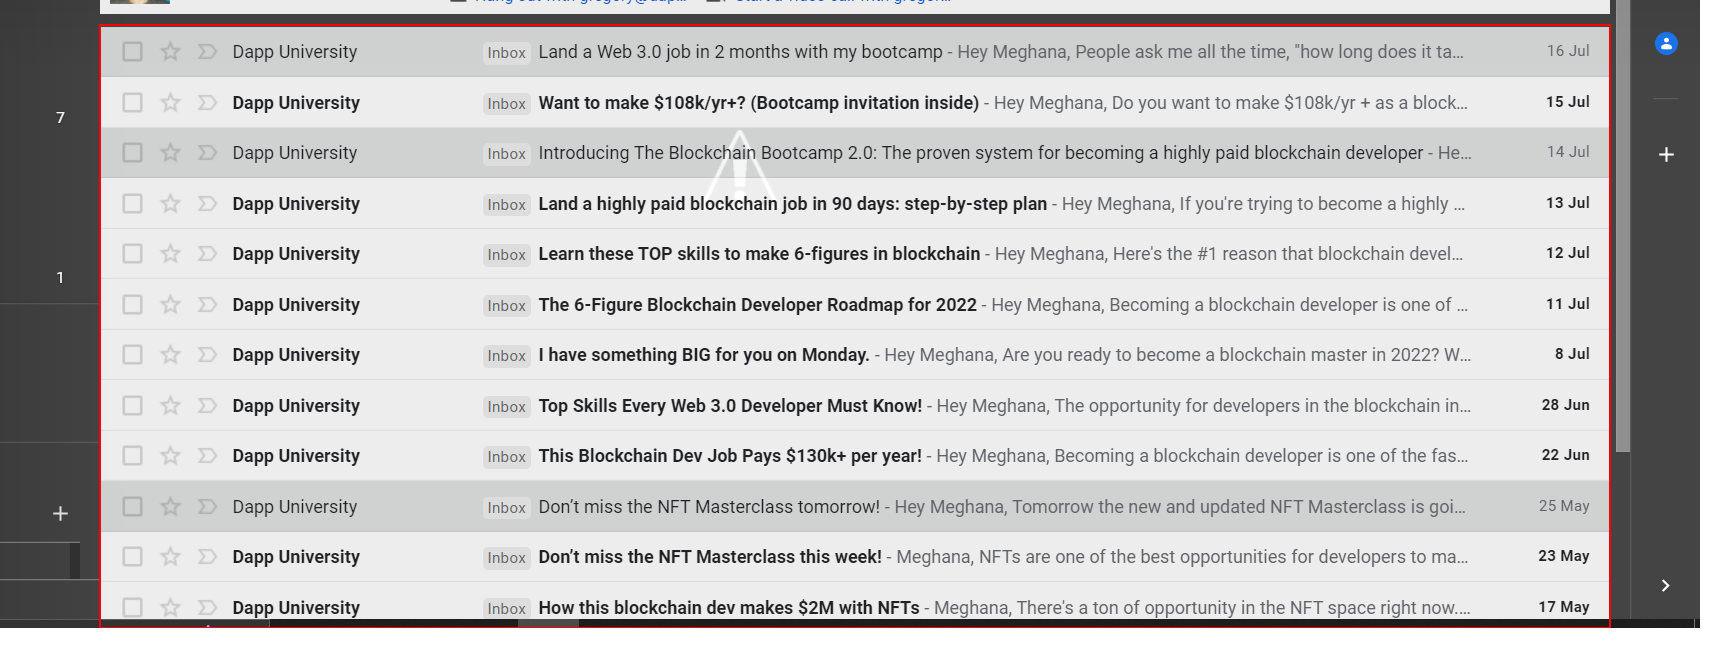 Hang out with gregory@dap...
Start a video call with gregor...
Dapp University Inbox Land a Web 3.0 job in 2 months with my bootcamp - Hey Meghana, People ask me all the time, "how long does it ta... 16 Jul
Dapp University Inbox Want to make $108k/yr+? (Bootcamp invitation inside) - Hey Meghana, Do you want to make $108k/yr + as a block... 15 Jul
7
Dapp University Inbox Introducing The Blockchain Bootcamp 2.0: The proven system for becoming a highly paid blockchain developer - He... 14 Jul
Dapp University Inbox Land a highly paid blockchain job in 90 days: step-by-step plan - Hey Meghana, If you're trying to become a highly ... 13 Jul
Dapp University Inbox Learn these TOP skills to make 6-figures in blockchain - Hey Meghana, Here's the #1 reason that blockchain devel... 12 Jul
1
Dapp University Inbox The 6-Figure Blockchain Developer Roadmap for 2022 - Hey Meghana, Becoming a blockchain developer is one of ... 11 Jul
Dapp University Inbox I have something BIG for you on Monday. - Hey Meghana, Are you ready to become a blockchain master in 2022? W... 8 Jul
Dapp University Inbox Top Skills Every Web 3.0 Developer Must Know! - Hey Meghana, The opportunity for developers in the blockchain in... 28 Jun
Dapp University Inbox This Blockchain Dev Job Pays $130k+ per year! - Hey Meghana, Becoming a blockchain developer is one of the fas... 22 Jun
Dapp University Inbox Don’t miss the NFT Masterclass tomorrow! - Hey Meghana, Tomorrow the new and updated NFT Masterclass is goi... 25 May
Dapp University Inbox Don’t miss the NFT Masterclass this week! - Meghana, NFTs are one of the best opportunities for developers to ma... 23 May
Dapp University Inbox How this blockchain dev makes $2M with NFTs - Meghana, There's a ton of opportunity in the NFT space right now.... 17 May